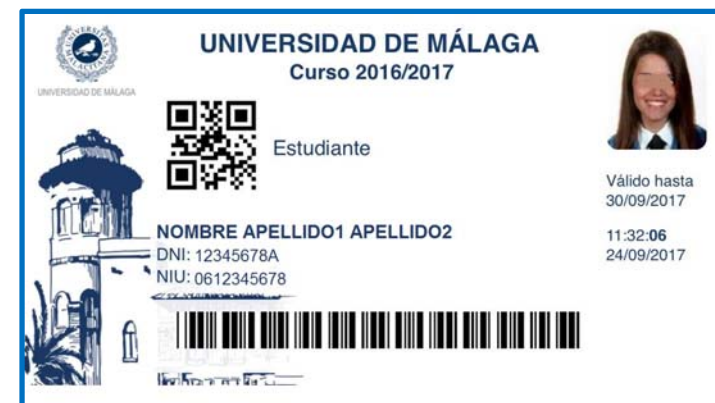 UNIVERSIDAD DE MÁLAGA
Curso 2016/2017
UNIVERSIDAD DE MÁLAGA
Estudiante
Válido hasta
30/09/2017
NOMBRE APELLIDO1 APELLIDO2
DNI: 12345678A
NIU: 0612345678
11:32:06
24/09/2017